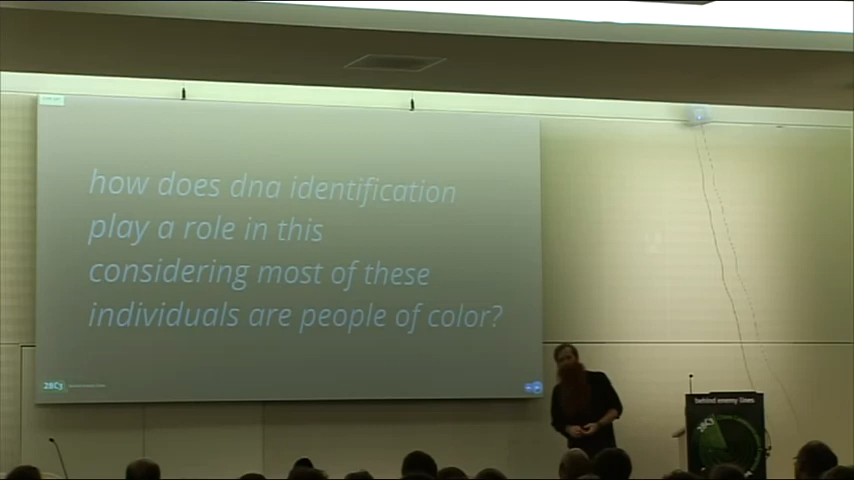 how does dna identification
play a role in this
considering most of these
individuals are people of color?
28C3
behind enemy lines
28C3